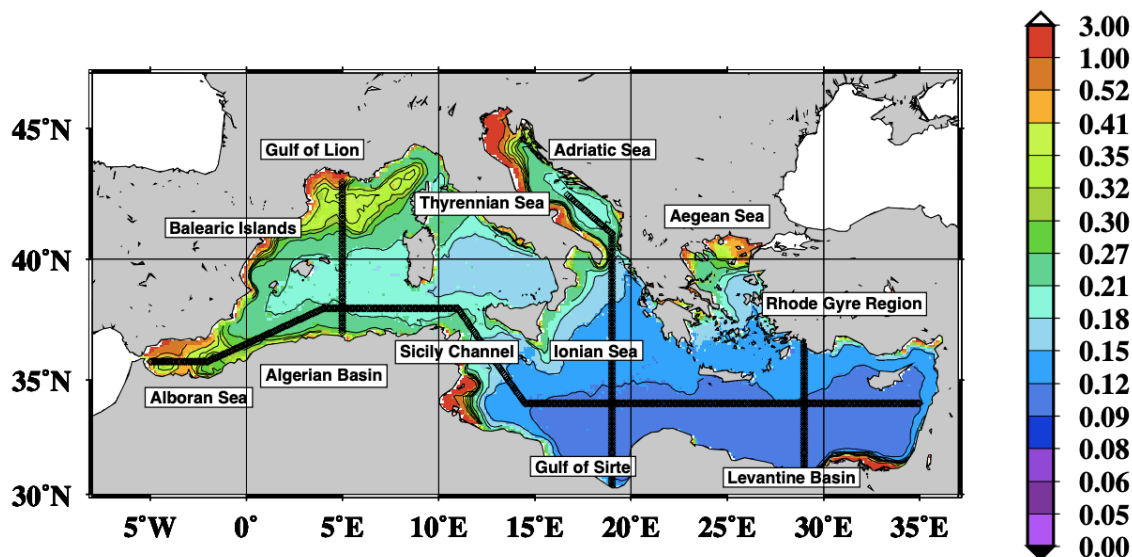 3.00
1.00
0.52
0.41
0.35
0.32
0.30
0.27
0.21
0.18
0.15
0.12
0.09
0.08
0.06
0.05
0.00
45°N
40°N
35°N
30°N
Gulf of Lion
Adriatic Sea
Balearic Islands
Thyrennian Sea
Aegean Sea
Rhode Gyre Region
Sicily Channel
Ionian Sea
Algerian Basin
Alboran Sea
Gulf of Sirte
Levantine Basin
5°W
0°
5°E
10°E
15°E
20°E
25°E
30°E
35°E